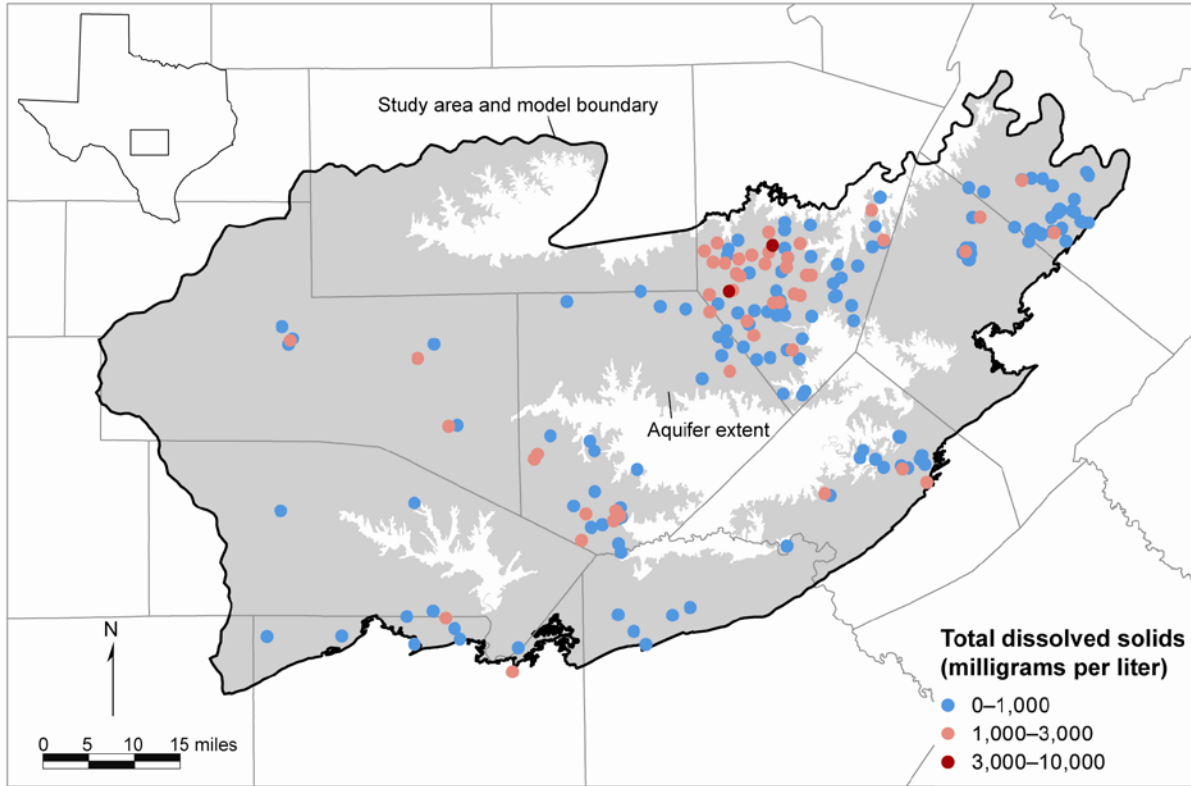 Study area and model boundary
Aquifer extent
N
0 5 10 15 miles
Total dissolved solids
(milligrams per liter)
0–1,000
1,000–3,000
3,000–10,000